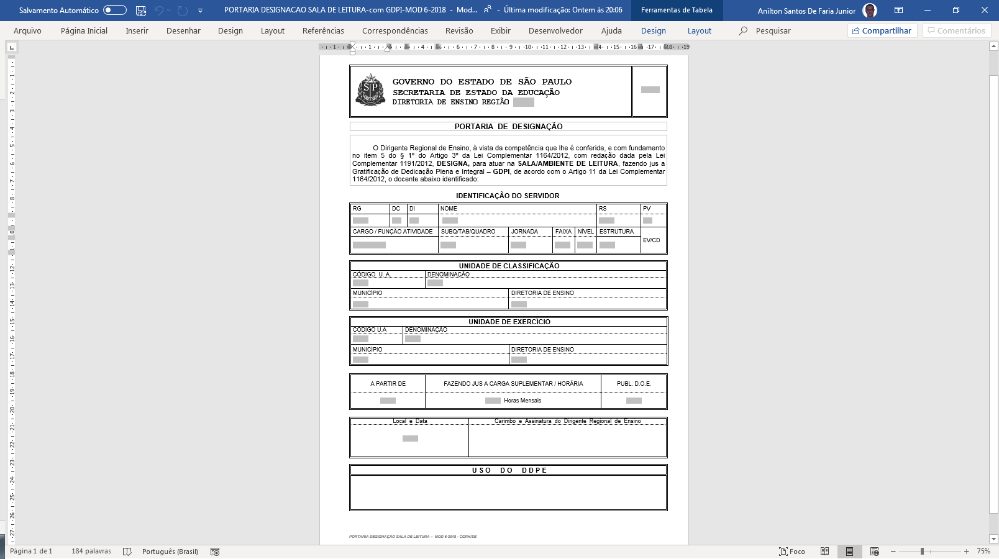 Salvamento Automático
PORTARIA DESIGNACAO SALA DE LEITURA-com GDPI-MOD 6-2018 - Mod... - Última modificação: Ontem às 20:06
Ferramentas de Tabela
Anilton Santos De Faria Junior
Arquivo Página Inicial Inserir Desenhar Design Layout Referências Correspondências Revisão Exibir Desenvolvedor Ajuda Design Layout Pesquisar Compartilhar Comentários
GOVERNO DO ESTADO DE SÃO PAULO
SECRETARIA DE ESTADO DA EDUCAÇÃO
DIRETORIA DE ENSINO REGIÃO
SP
PORTARIA DE DESIGNAÇÃO
O Dirigente Regional de Ensino, à vista da competência que lhe é conferida, e com fundamento
no item 5 do § 1º do Artigo 3º da Lei Complementar 1164/2012, com redação dada pela Lei
Complementar 1191/2012, DESIGNA, para atuar na SALA/AMBIENTE DE LEITURA, fazendo jus a
Gratificação de Dedicação Plena e Integral – GDPI, de acordo com o Artigo 11 da Lei Complementar
1164/2012, o docente abaixo identificado:
IDENTIFICAÇÃO DO SERVIDOR
RG DC DI NOME RS PV
CARGO / FUNÇÃO ATIVIDADE SUBQ/TAB/QUADRO JORNADA FAIXA NÍVEL ESTRUTURA
EV/CD
UNIDADE DE CLASSIFICAÇÃO
CÓDIGO U. A. DENOMINAÇÃO
MUNICÍPIO DIRETORIA DE ENSINO
UNIDADE DE EXERCÍCIO
CÓDIGO U.A DENOMINAÇÃO
MUNICÍPIO DIRETORIA DE ENSINO
A PARTIR DE FAZENDO JUS A CARGA SUPLEMENTAR / HORÁRIA PUBL. D.O.E.
Horas Mensais
Local e Data Carimbo e Assinatura do Dirigente Regional de Ensino
USO DO DDPE
PORTARIA DESIGNAÇÃO SALA DE LEITURA – MOD 6-2018 - CGRH/SE
Página 1 de 1 184 palavras Português (Brasil) Foco 75%